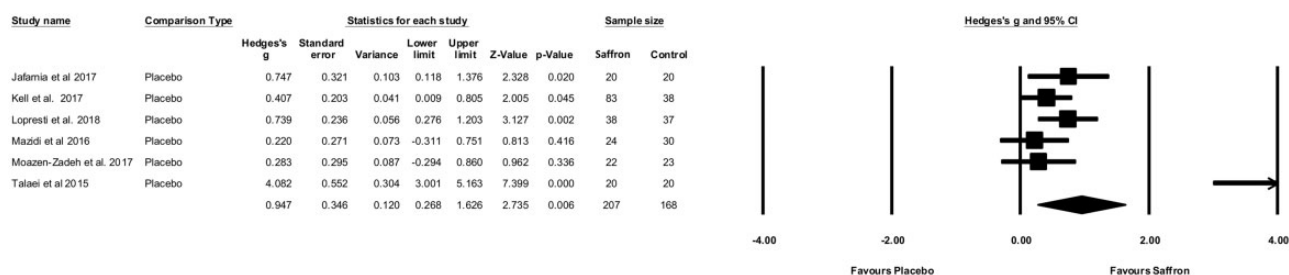 Study name Comparison Type Statistics for each study Sample size Hedges's g and 95% CI
Hedges's Standard Lower Upper
g error Variance limit limit Z-Value p-Value Saffron Control
Jafarnia et al 2017 Placebo 0.747 0.321 0.103 0.118 1.376 2.328 0.020 20 20
Kell et al. 2017 Placebo 0.407 0.203 0.041 0.009 0.805 2.005 0.045 83 38
Lopresti et al. 2018 Placebo 0.739 0.236 0.056 0.276 1.203 3.127 0.002 38 37
Mazidi et al 2016 Placebo 0.220 0.271 0.073 -0.311 0.751 0.813 0.416 24 30
Moazen-Zadeh et al. 2017 Placebo 0.283 0.295 0.087 -0.294 0.860 0.962 0.336 22 23
Talaei et al 2015 Placebo 4.082 0.552 0.304 3.001 5.163 7.399 0.000 20 20
0.947 0.346 0.120 0.268 1.626 2.735 0.006 207 168
-4.00 -2.00 0.00 2.00 4.00
Favours Placebo Favours Saffron